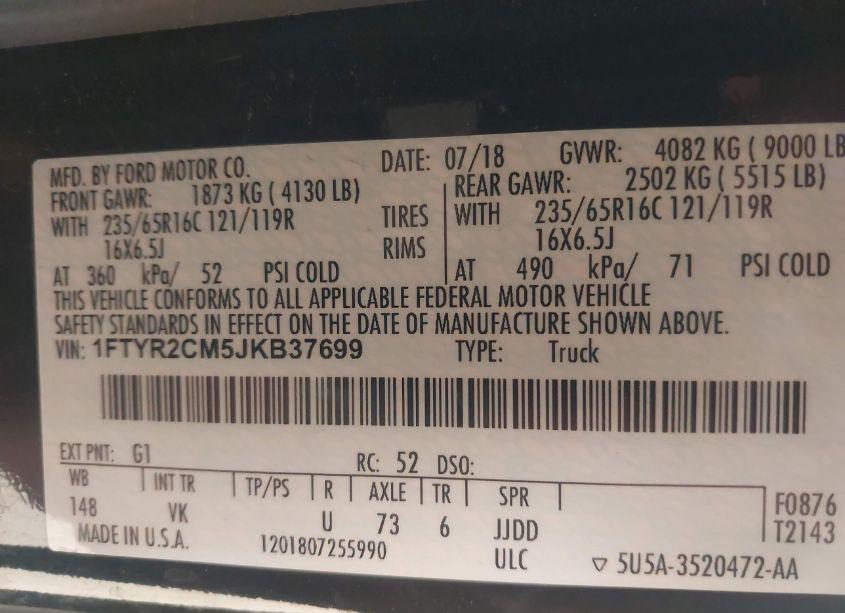 MFD. BY FORD MOTOR CO. DATE: 07/18 GVWR: 4082 KG ( 9000 LB
FRONT GAWR: 1873 KG ( 4130 LB) REAR GAWR: 2502 KG ( 5515 LB)
WITH 235/65R16C 121/119R TIRES WITH 235/65R16C 121/119R
16X6.5J RIMS 16X6.5J
AT 360 kPa/ 52 PSI COLD AT 490 kPa/ 71 PSI COLD
THIS VEHICLE CONFORMS TO ALL APPLICABLE FEDERAL MOTOR VEHICLE
SAFETY STANDARDS IN EFFECT ON THE DATE OF MANUFACTURE SHOWN ABOVE.
VIN: 1FTYR2CM5JKB37699 TYPE: Truck
EXT PNT: G1 RC: 52 DSO:
WB INT TR TP/PS R AXLE TR SPR F0876
148 VK U 73 6 JJDD T2143
MADE IN U.S.A. 1201807255990 ULC ▽ 5U5A-3520472-AA